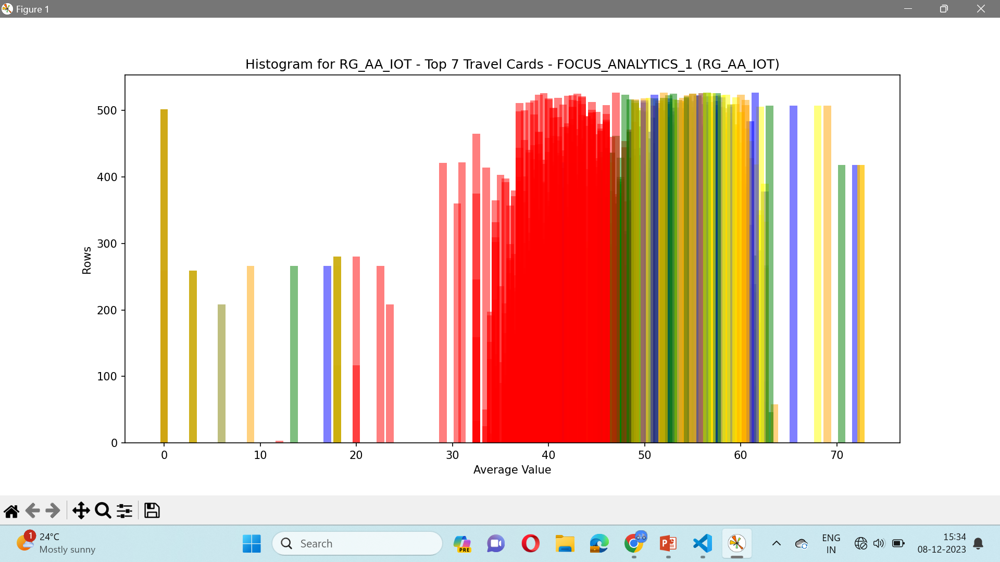 Figure 1
Histogram for RG_AA_IOT - Top 7 Travel Cards - FOCUS_ANALYTICS_1 (RG_AA_IOT)
Rows
500
400
300
200
100
0
0 10 20 30 40 50 60 70
Average Value
1
24°C
Mostly sunny
Search
PRE
P
ENG
IN
15:34
08-12-2023